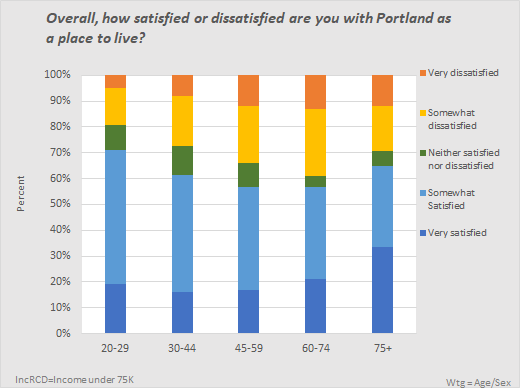 Overall, how satisfied or dissatisfied are you with Portland as
a place to live?
100%
90%
80%
70%
60%
50%
40%
30%
20%
10%
0%
Percent
20-29
30-44
45-59
60-74
75+
Very dissatisfied
Somewhat
dissatisfied
Neither satisfied
nor dissatisfied
Somewhat
Satisfied
Very satisfied
IncRCD=Income under 75K
Wtg = Age/Sex